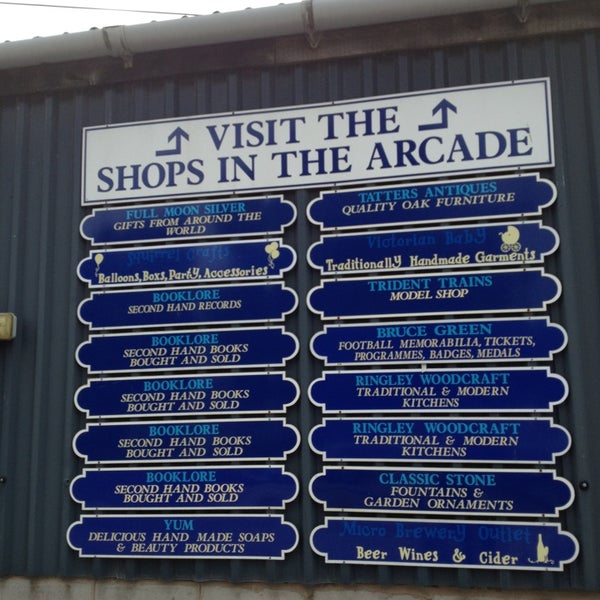 VISIT THE
SHOPS IN THE ARCADE
FULL MOON SILVER
GIFTS FROM AROUND THE
WORLD
Squirrel Crafts
Balloons, Boxs, Party, Accessories
BOOKLORE
SECOND HAND RECORDS
BOOKLORE
SECOND HAND BOOKS
BOUGHT AND SOLD
BOOKLORE
SECOND HAND BOOKS
BOUGHT AND SOLD
BOOKLORE
SECOND HAND BOOKS
BOUGHT AND SOLD
BOOKLORE
SECOND HAND BOOKS
BOUGHT AND SOLD
YUM
DELICIOUS HAND MADE SOAPS
& BEAUTY PRODUCTS
TATTERS ANTIQUES
QUALITY OAK FURNITURE
Victorian Baby
Traditionally Handmade Garments
TRIDENT TRAINS
MODEL SHOP
BRUCE GREEN
FOOTBALL MEMORABILIA, TICKETS,
PROGRAMMES, BADGES, MEDALS
RINGLEY WOODCRAFT
TRADITIONAL & MODERN
KITCHENS
RINGLEY WOODCRAFT
TRADITIONAL & MODERN
KITCHENS
CLASSIC STONE
FOUNTAINS &
GARDEN ORNAMENTS
Micro Brewery Outlet
Beer Wines & Cider